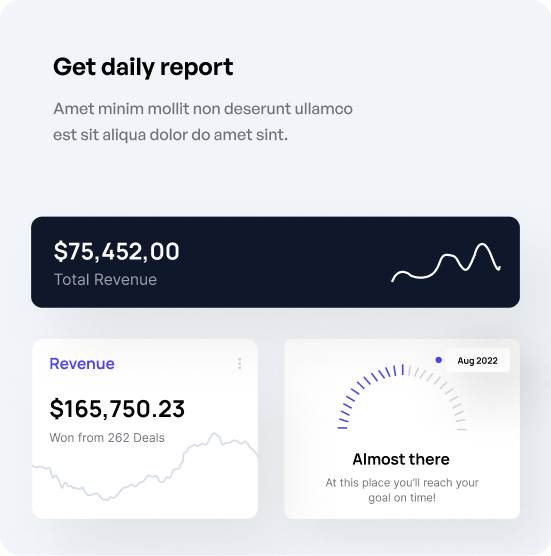 Get daily report
Amet minim mollit non deserunt ullamco
est sit aliqua dolor do amet sint.
$75,452,00
Total Revenue
Revenue
$165,750.23
Won from 262 Deals
Aug 2022
Almost there
At this place you'll reach your
goal on time!